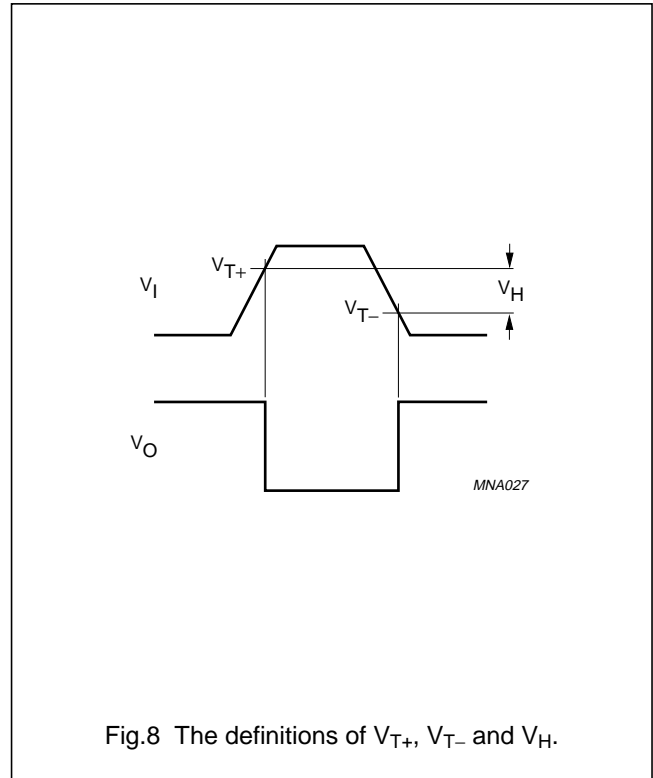 V_T+
V_I
V_H
V_T−
V_O
MNA027
Fig.8 The definitions of V_T+, V_T− and V_H.